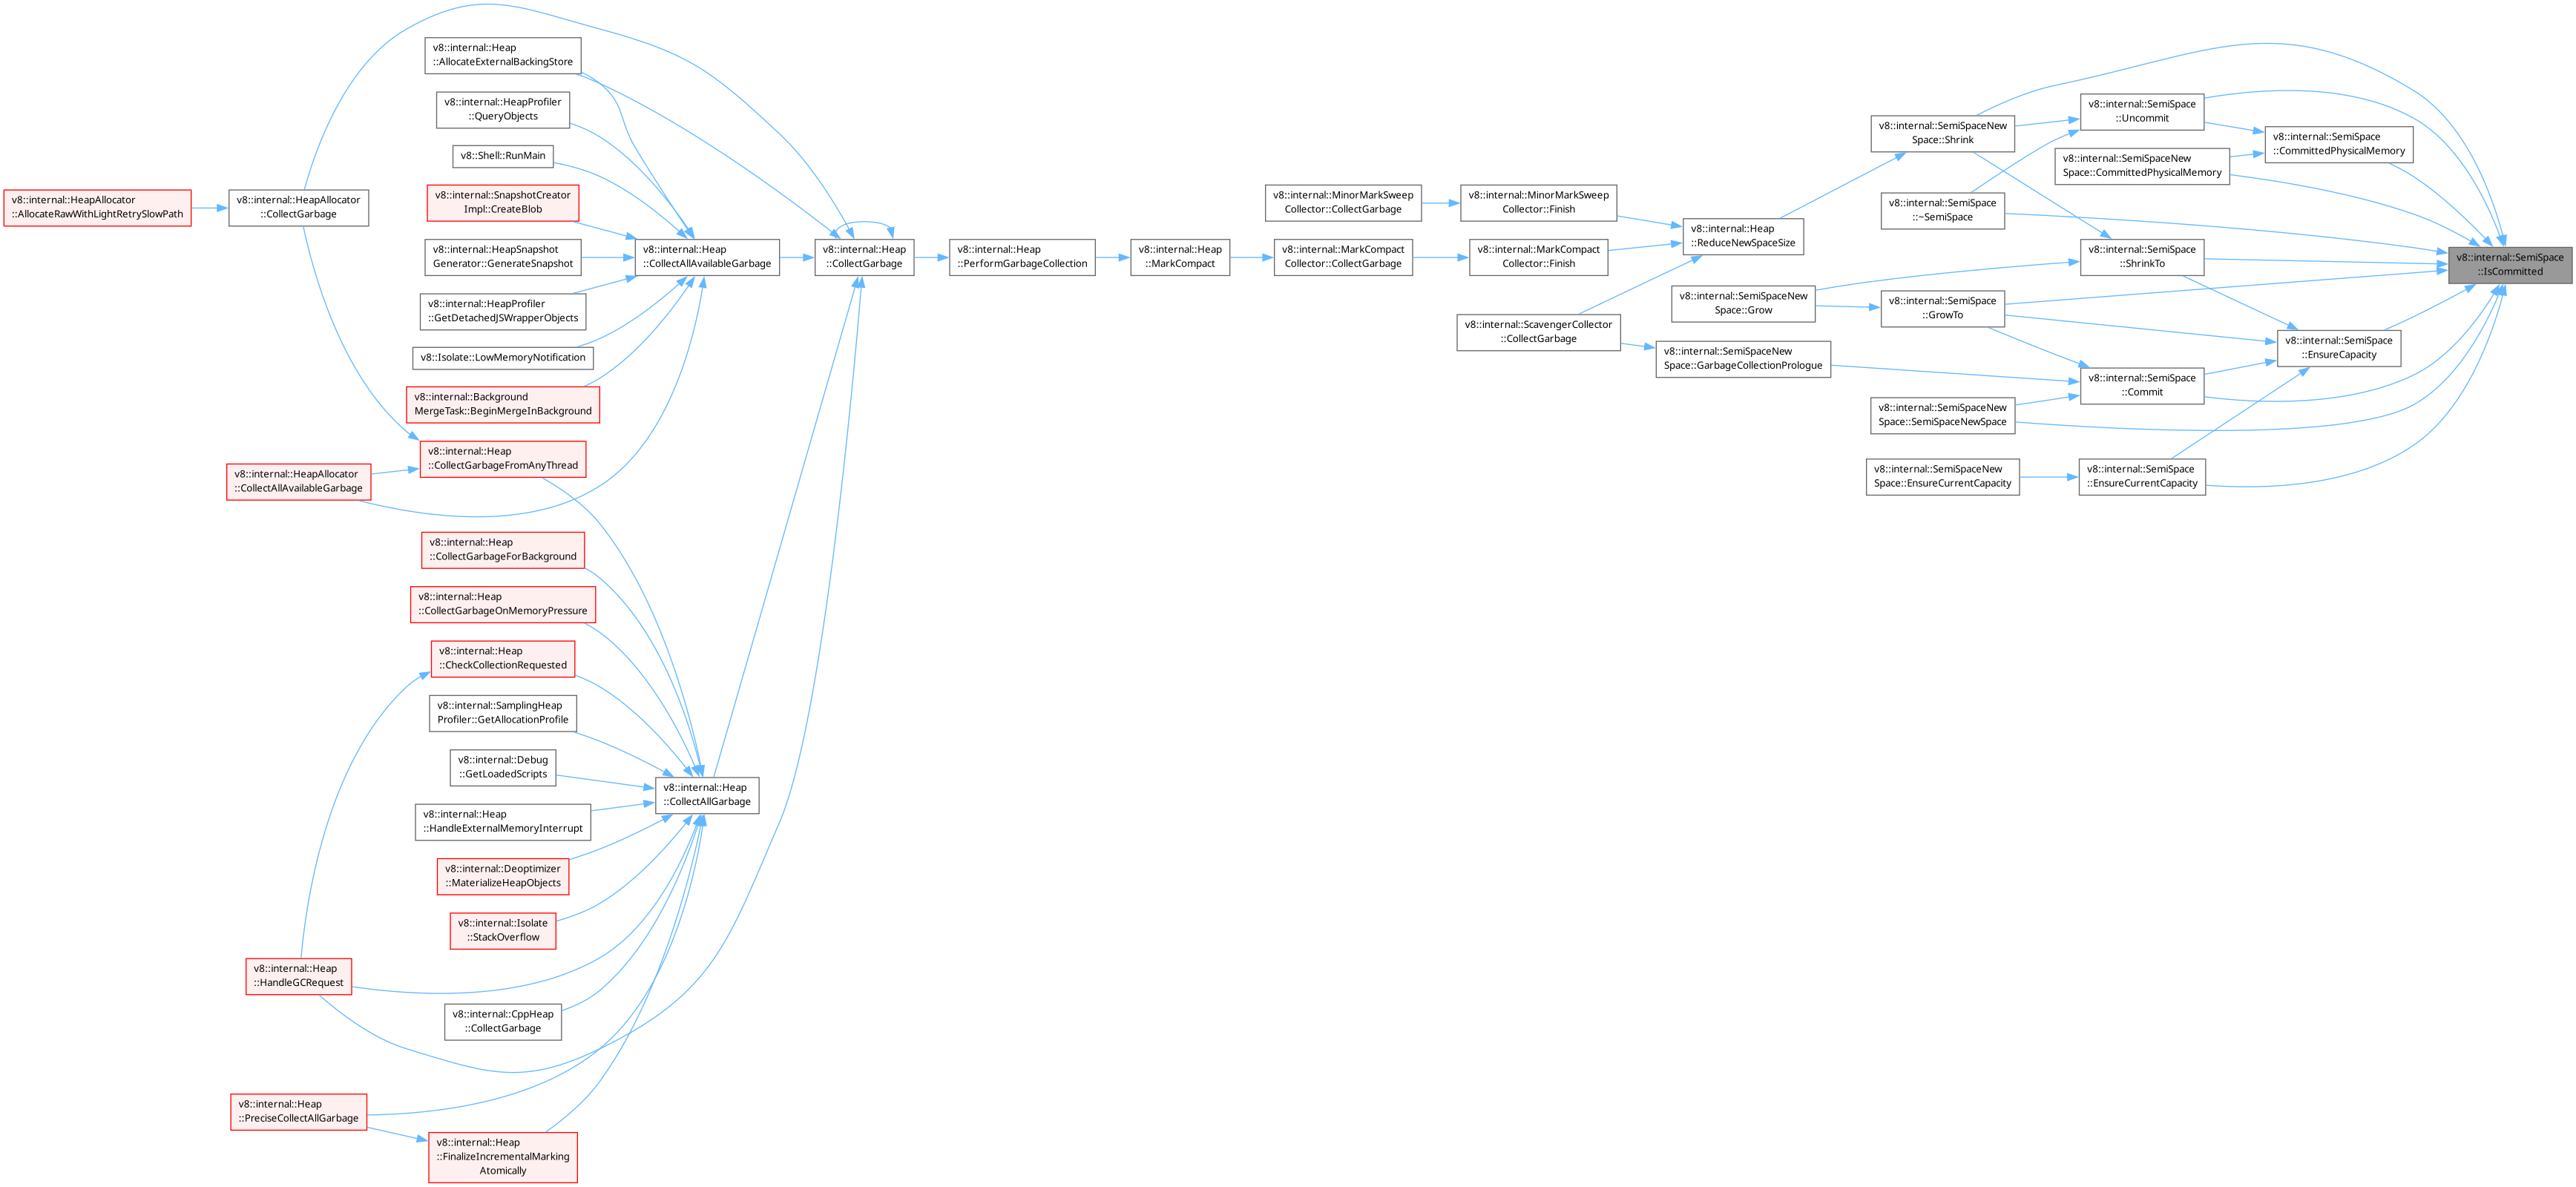 v8::internal::Heap
::AllocateExternalBackingStore
v8::internal::HeapProfiler
::QueryObjects
v8::Shell::RunMain
v8::internal::SnapshotCreator
Impl::CreateBlob
v8::internal::HeapAllocator
::AllocateRawWithLightRetrySlowPath
v8::internal::HeapAllocator
::CollectGarbage
v8::internal::HeapSnapshot
Generator::GenerateSnapshot
v8::internal::HeapProfiler
::GetDetachedJSWrapperObjects
v8::Isolate::LowMemoryNotification
v8::internal::Background
MergeTask::BeginMergeInBackground
v8::internal::Heap
::CollectGarbageFromAnyThread
v8::internal::HeapAllocator
::CollectAllAvailableGarbage
v8::internal::Heap
::CollectGarbageForBackground
v8::internal::Heap
::CollectGarbageOnMemoryPressure
v8::internal::Heap
::CheckCollectionRequested
v8::internal::SamplingHeap
Profiler::GetAllocationProfile
v8::internal::Debug
::GetLoadedScripts
v8::internal::Heap
::HandleExternalMemoryInterrupt
v8::internal::Deoptimizer
::MaterializeHeapObjects
v8::internal::Isolate
::StackOverflow
v8::internal::Heap
::HandleGCRequest
v8::internal::CppHeap
::CollectGarbage
v8::internal::Heap
::PreciseCollectAllGarbage
v8::internal::Heap
::FinalizeIncrementalMarking
Atomically
v8::internal::Heap
::CollectAllAvailableGarbage
v8::internal::Heap
::CollectAllGarbage
v8::internal::Heap
::CollectGarbage
v8::internal::Heap
::PerformGarbageCollection
v8::internal::Heap
::MarkCompact
v8::internal::MinorMarkSweep
Collector::CollectGarbage
v8::internal::MarkCompact
Collector::CollectGarbage
v8::internal::MinorMarkSweep
Collector::Finish
v8::internal::MarkCompact
Collector::Finish
v8::internal::ScavengerCollector
::CollectGarbage
v8::internal::Heap
::ReduceNewSpaceSize
v8::internal::SemiSpaceNew
Space::Grow
v8::internal::SemiSpaceNew
Space::GarbageCollectionPrologue
v8::internal::SemiSpaceNew
Space::Shrink
v8::internal::SemiSpace
::~SemiSpace
v8::internal::SemiSpace
::GrowTo
v8::internal::SemiSpaceNew
Space::SemiSpaceNewSpace
v8::internal::SemiSpaceNew
Space::EnsureCurrentCapacity
v8::internal::SemiSpace
::Uncommit
v8::internal::SemiSpaceNew
Space::CommittedPhysicalMemory
v8::internal::SemiSpace
::ShrinkTo
v8::internal::SemiSpace
::Commit
v8::internal::SemiSpace
::EnsureCurrentCapacity
v8::internal::SemiSpace
::CommittedPhysicalMemory
v8::internal::SemiSpace
::EnsureCapacity
v8::internal::SemiSpace
::IsCommitted